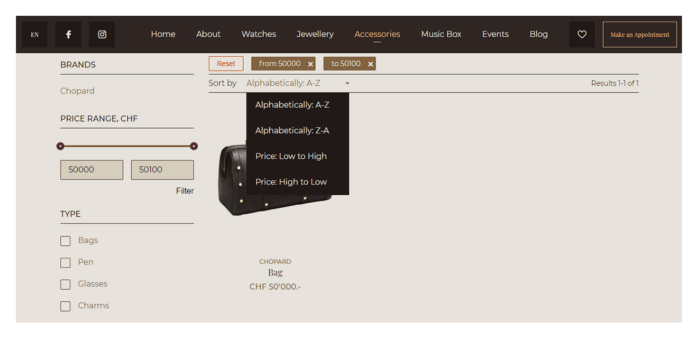 EN
Home About Watches Jewellery Accessories Music Box Events Blog
Make an Appointment
BRANDS
Chopard
PRICE RANGE, CHF
50000 50100
Filter
TYPE
Bags
Pen
Glasses
Charms
Reset from 50000 x to 50100 x
Sort by Alphabetically: A-Z
Results 1-1 of 1
Alphabetically: A-Z
Alphabetically: Z-A
Price: Low to High
Price: High to Low
CHOPARD
Bag
CHF 50'000.-